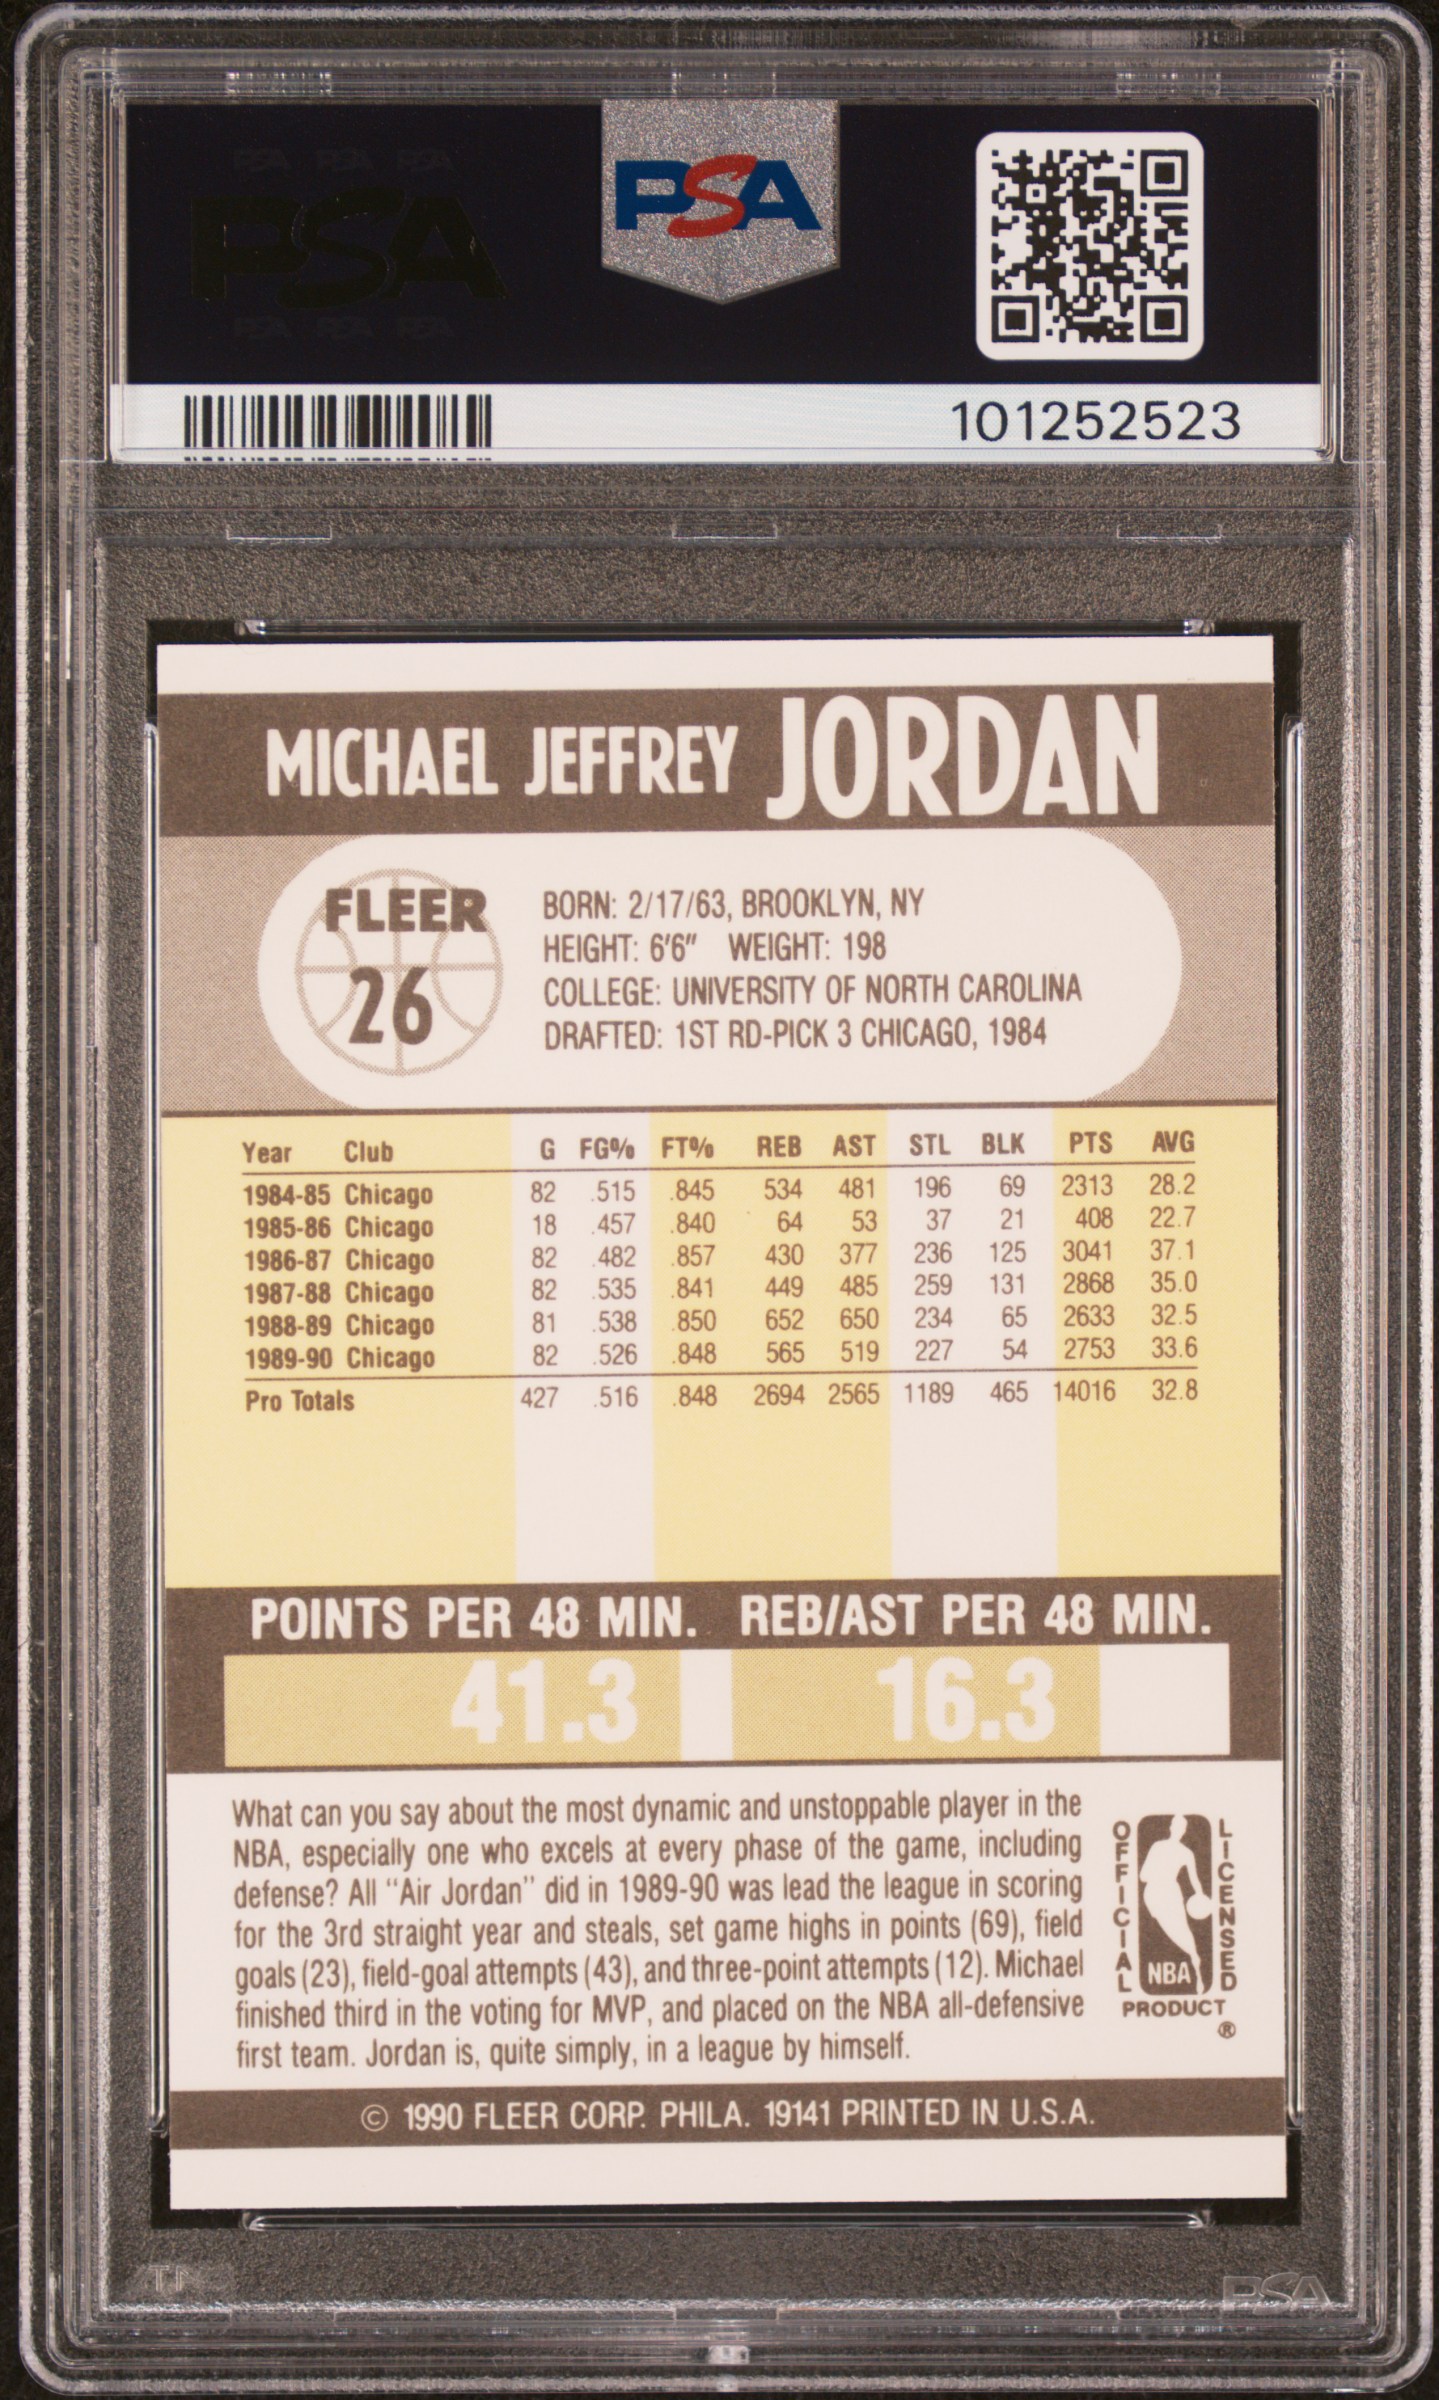 PSA PSA PSA
PSA
PSA PSA PSA
PSA
101252523
MICHAEL JEFFREY JORDAN
FLEER
26
BORN: 2/17/63, BROOKLYN, NY
HEIGHT: 6'6" WEIGHT: 198
COLLEGE: UNIVERSITY OF NORTH CAROLINA
DRAFTED: 1ST RD-PICK 3 CHICAGO, 1984
Year Club G FG% FT% REB AST STL BLK PTS AVG
1984-85 Chicago 82 .515 .845 534 481 196 69 2313 28.2
1985-86 Chicago 18 .457 .840 64 53 37 21 408 22.7
1986-87 Chicago 82 .482 .857 430 377 236 125 3041 37.1
1987-88 Chicago 82 .535 .841 449 485 259 131 2868 35.0
1988-89 Chicago 81 .538 .850 652 650 234 65 2633 32.5
1989-90 Chicago 82 .526 .848 565 519 227 54 2753 33.6
Pro Totals 427 .516 .848 2694 2565 1189 465 14016 32.8
POINTS PER 48 MIN. REB/AST PER 48 MIN.
41.3 16.3
What can you say about the most dynamic and unstoppable player in the
NBA, especially one who excels at every phase of the game, including
defense? All "Air Jordan" did in 1989-90 was lead the league in scoring
for the 3rd straight year and steals, set game highs in points (69), field
goals (23), field-goal attempts (43), and three-point attempts (12). Michael
finished third in the voting for MVP, and placed on the NBA all-defensive
first team. Jordan is, quite simply, in a league by himself.
OFFICIAL
LICENSED
NBA
PRODUCT
®
© 1990 FLEER CORP. PHILA. 19141 PRINTED IN U.S.A.
PSA